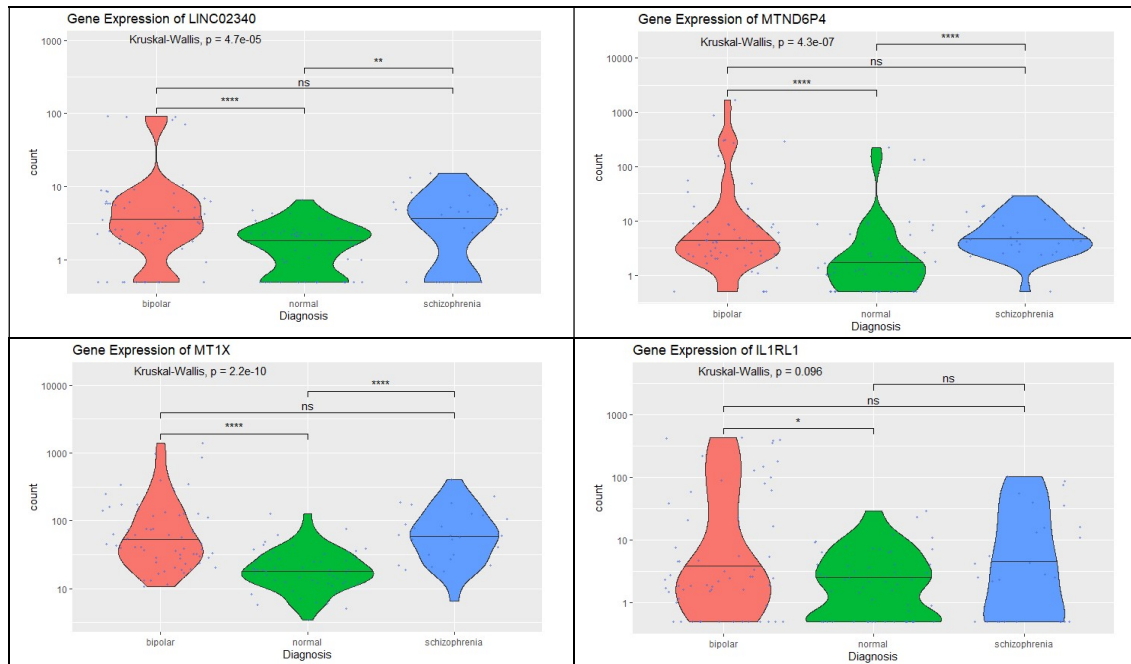 Gene Expression of LINC02340
Kruskal-Wallis, p = 4.7e-05
**
ns
****
1000
100
10
1
count
bipolar
normal
schizophrenia
Diagnosis
Gene Expression of MTND6P4
Kruskal-Wallis, p = 4.3e-07
****
ns
****
10000
1000
100
10
1
count
bipolar
normal
schizophrenia
Diagnosis
Gene Expression of MT1X
Kruskal-Wallis, p = 2.2e-10
****
ns
****
10000
100
10
count
bipolar
normal
schizophrenia
Diagnosis
Gene Expression of IL1RL1
Kruskal-Wallis, p = 0.096
ns
ns
*
1000
100
10
1
count
bipolar
normal
schizophrenia
Diagnosis